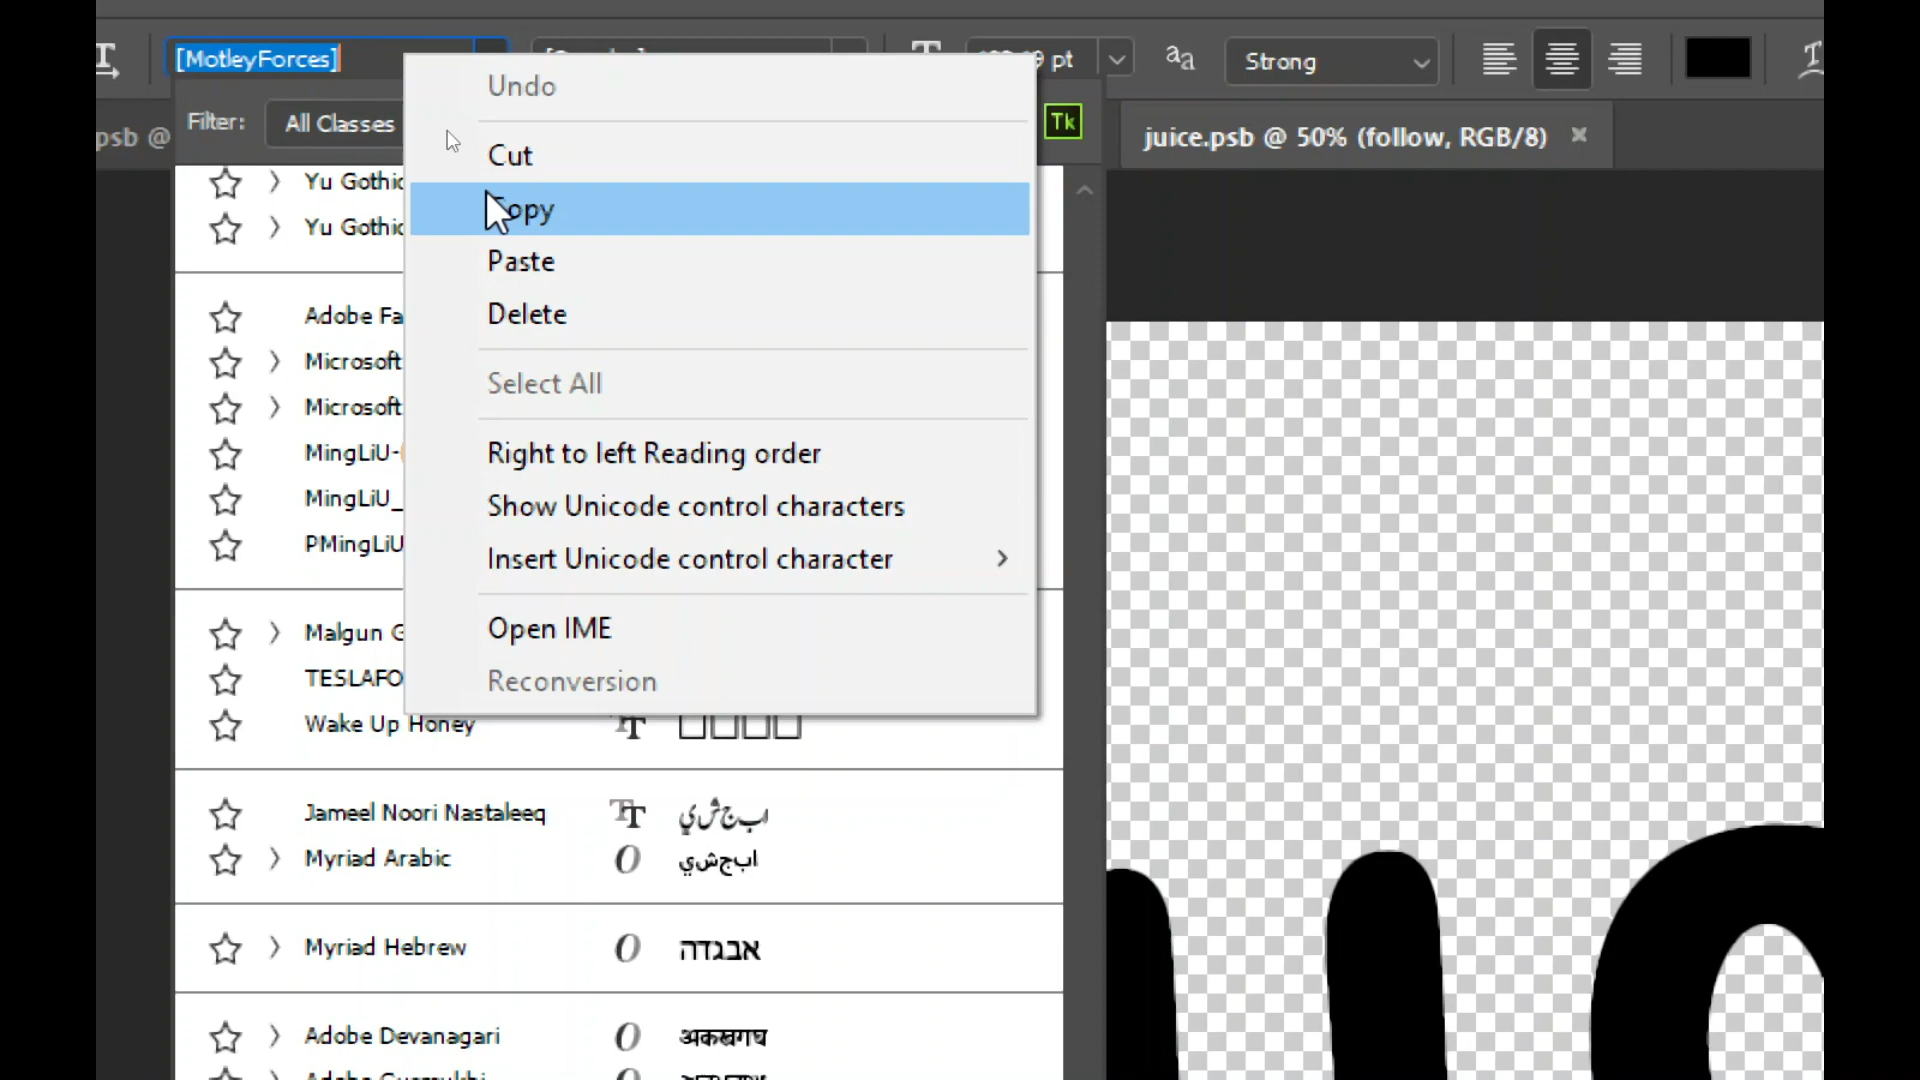 [MotleyForces]
pt
Strong
psb @
Filter:
All Classes
Tk
juice.psb @ 50% (follow, RGB/8)
Undo
Cut
Copy
Paste
Delete
Select All
Right to left Reading order
Show Unicode control characters
Insert Unicode control character
Open IME
Reconversion
Yu Gothic
Yu Gothic
Adobe Fa
Microsoft
Microsoft
MingLiU-
MingLiU_
PMingLiU
Malgun G
TESLAFO
Wake Up Honey
Jameel Noori Nastaleeq ابجشي
Myriad Arabic ابجشي
Myriad Hebrew אבגדה
Adobe Devanagari अकखगघ